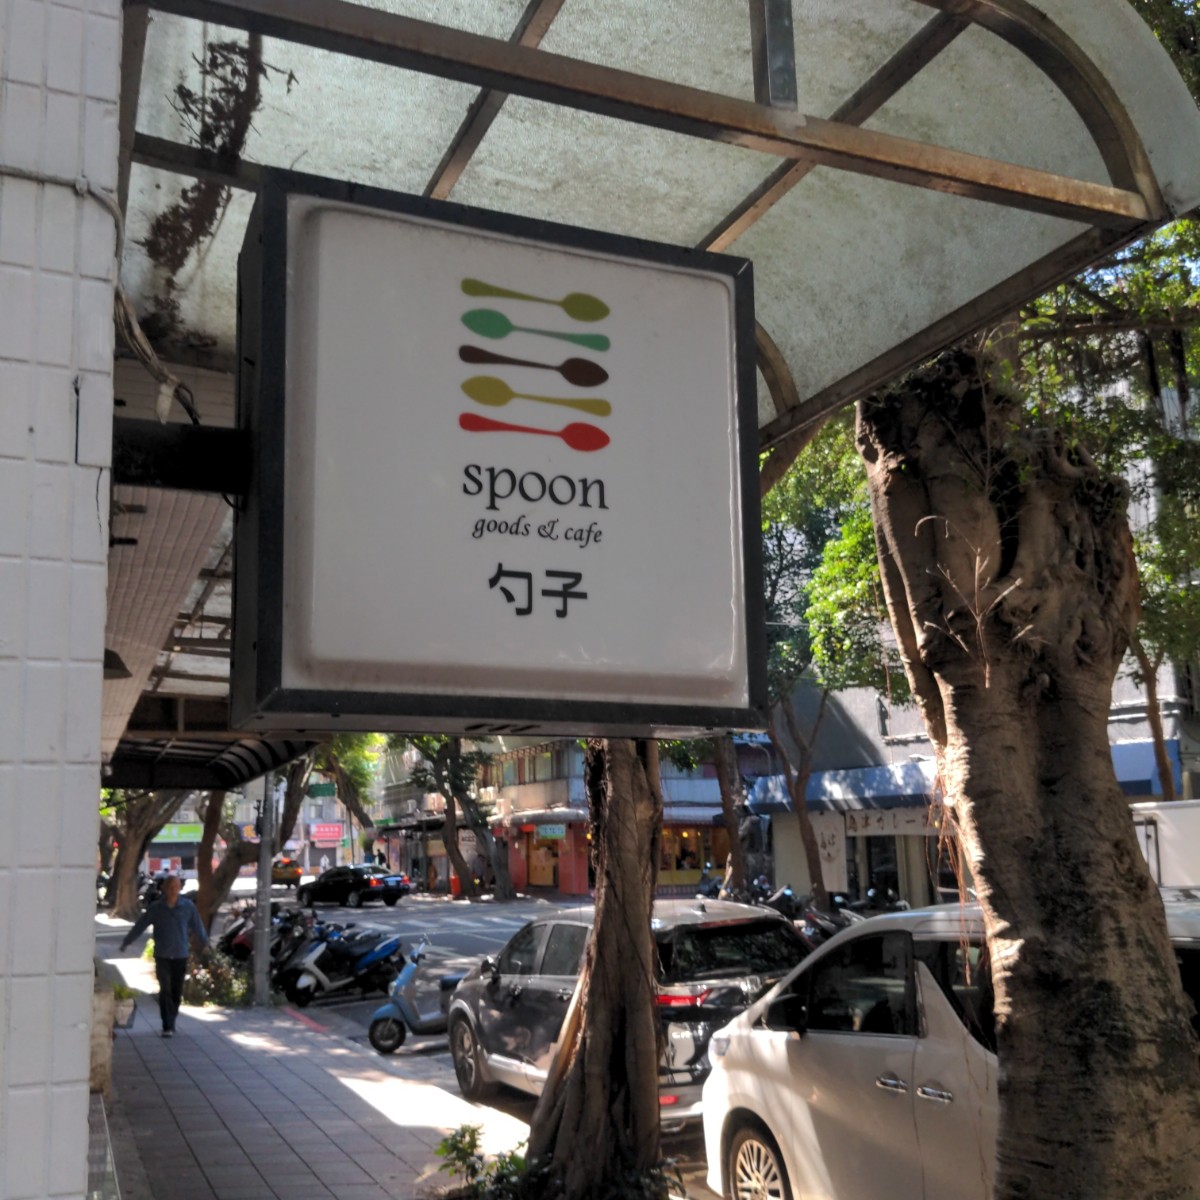 spoon
goods & cafe
勺子